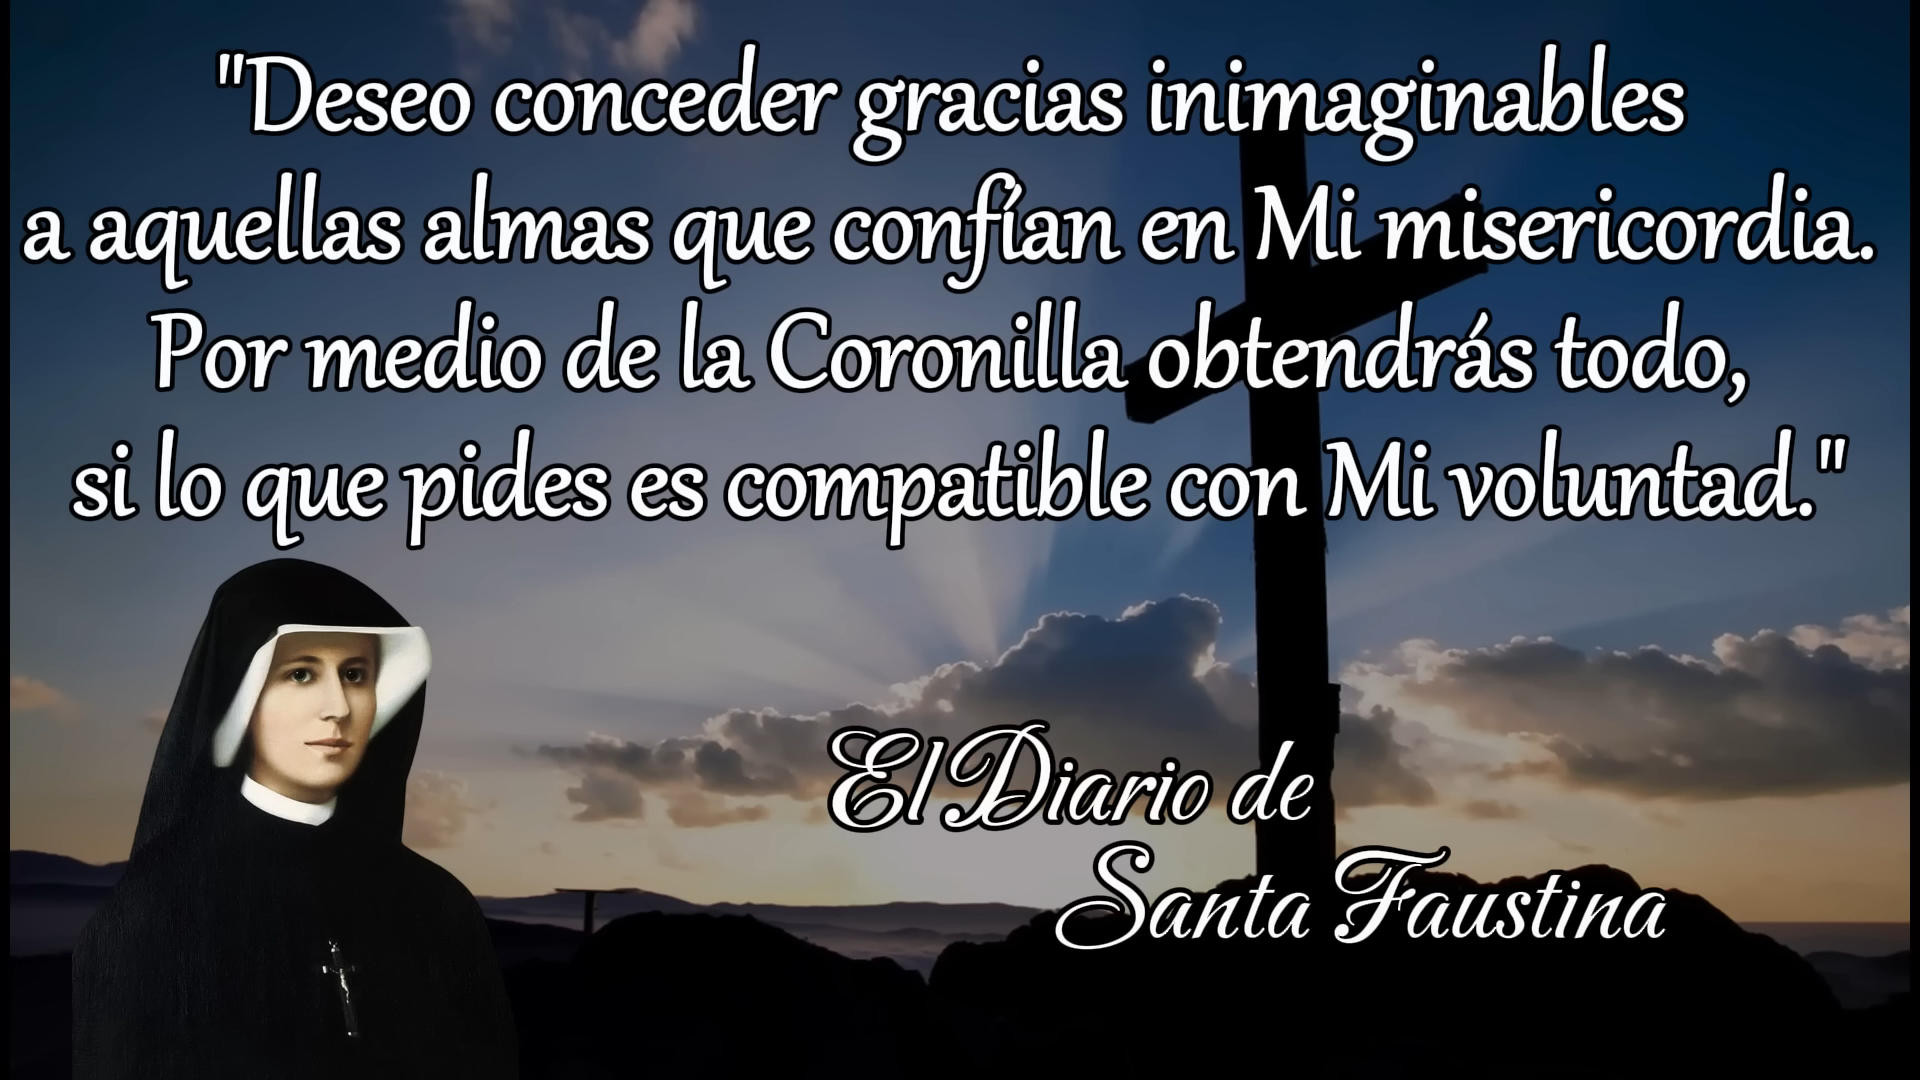 "Deseo conceder gracias inimaginables
a aquellas almas que confían en Mi misericordia.
Por medio de la Coronilla obtendrás todo,
si lo que pides es compatible con Mi voluntad."
El Diario de
Santa Faustina